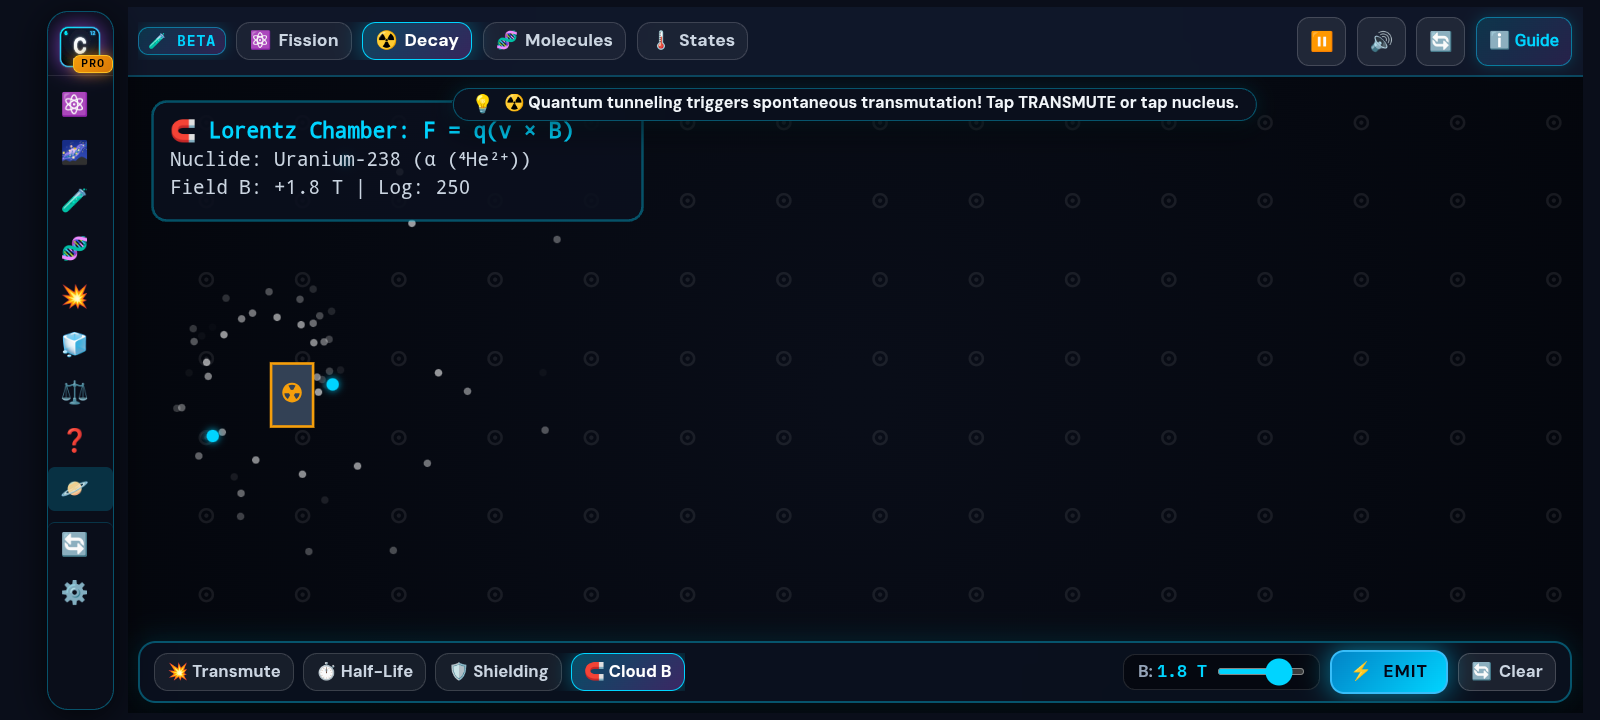 C
PRO
BETA
Fission
Decay
Molecules
States
Guide
Quantum tunneling triggers spontaneous transmutation! Tap TRANSMUTE or tap nucleus.
Lorentz Chamber: F = q(v × B)
Nuclide: Uranium-238 (α (⁴He²⁺))
Field B: +1.8 T | Log: 250
Transmute
Half-Life
Shielding
Cloud B
B: 1.8 T
EMIT
Clear